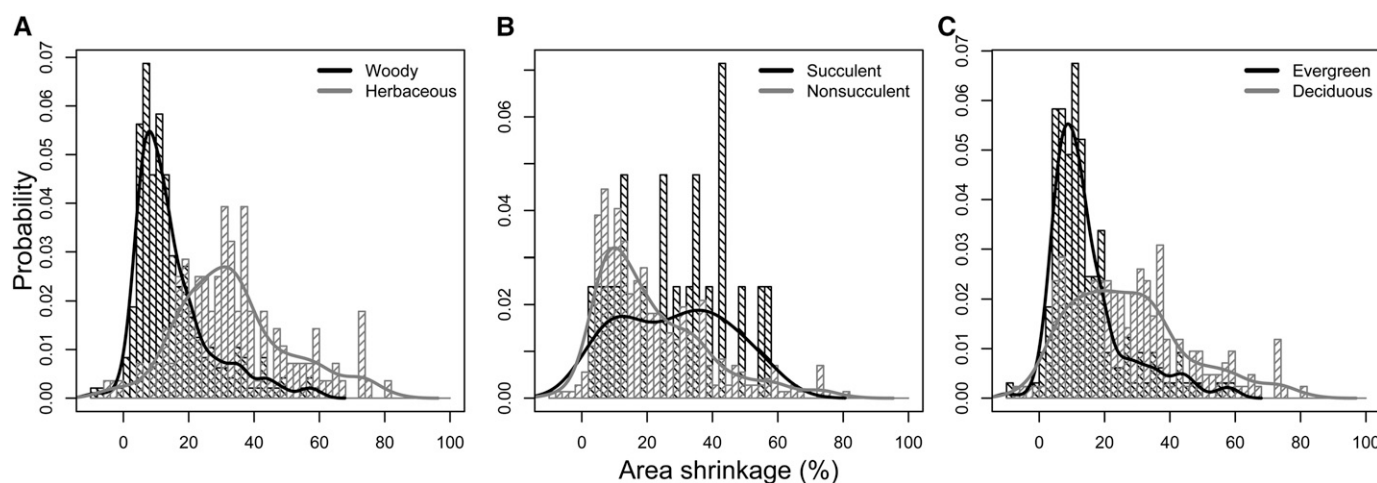 A
B
C
Woody
Herbaceous
Succulent
Nonsucculent
Evergreen
Deciduous
Probability
0.00 0.01 0.02 0.03 0.04 0.05 0.06 0.07
0.00 0.02 0.04 0.06
0.00 0.01 0.02 0.03 0.04 0.05 0.06 0.07
0 20 40 60 80 100
0 20 40 60 80 100
0 20 40 60 80 100
Area shrinkage (%)